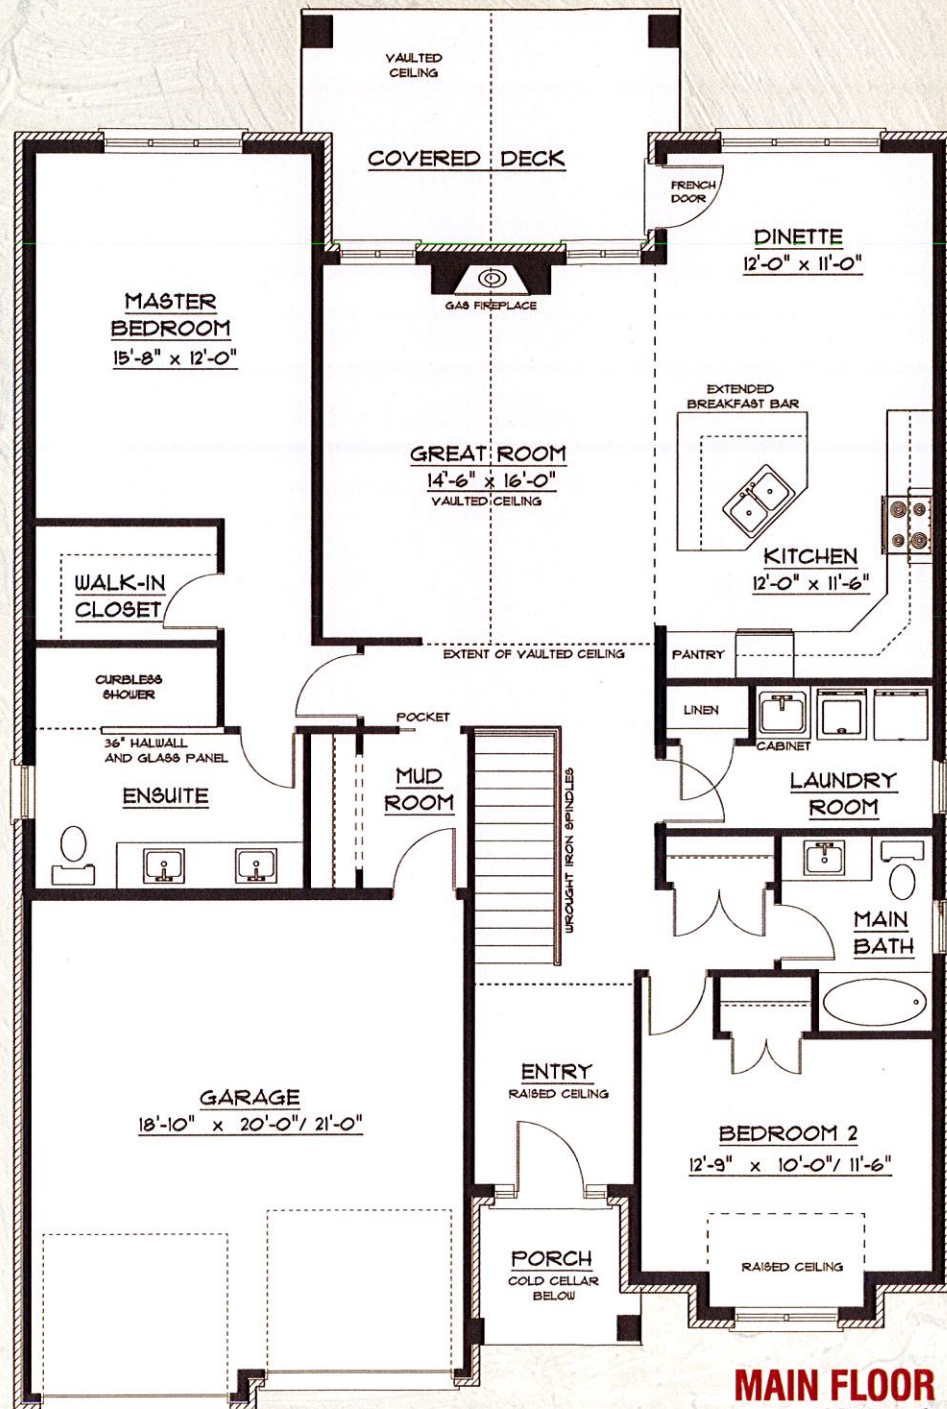 VAULTED
CEILING
COVERED DECK
FRENCH
DOOR
DINETTE
12'-0" x 11'-0"
MASTER
BEDROOM
15'-8" x 12'-0"
GAS FIREPLACE
EXTENDED
BREAKFAST BAR
GREAT ROOM
14'-6" x 16'-0"
VAULTED CEILING
KITCHEN
12'-0" x 11'-6"
WALK-IN
CLOSET
EXTENT OF VAULTED CEILING
PANTRY
CURBLESS
SHOWER
LINEN
POCKET
36" HALWALL
AND GLASS PANEL
CABINET
ENSUITE
MUD
ROOM
WROUGHT IRON SPINDLES
LAUNDRY
ROOM
MAIN
BATH
ENTRY
RAISED CEILING
GARAGE
18'-10" x 20'-0"/ 21'-0"
BEDROOM 2
12'-9" x 10'-0"/ 11'-6"
PORCH
COLD CELLAR
BELOW
RAISED CEILING
MAIN FLOOR